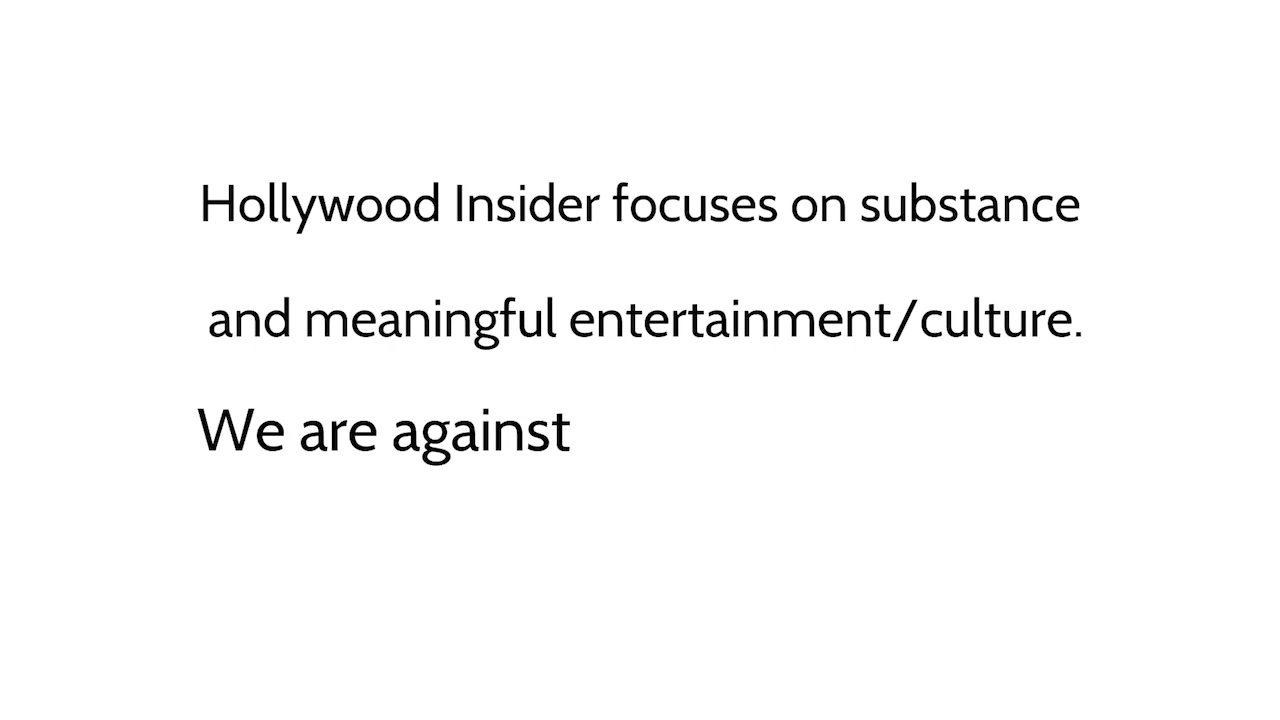 Hollywood Insider focuses on substance
and meaningful entertainment/culture.
We are against